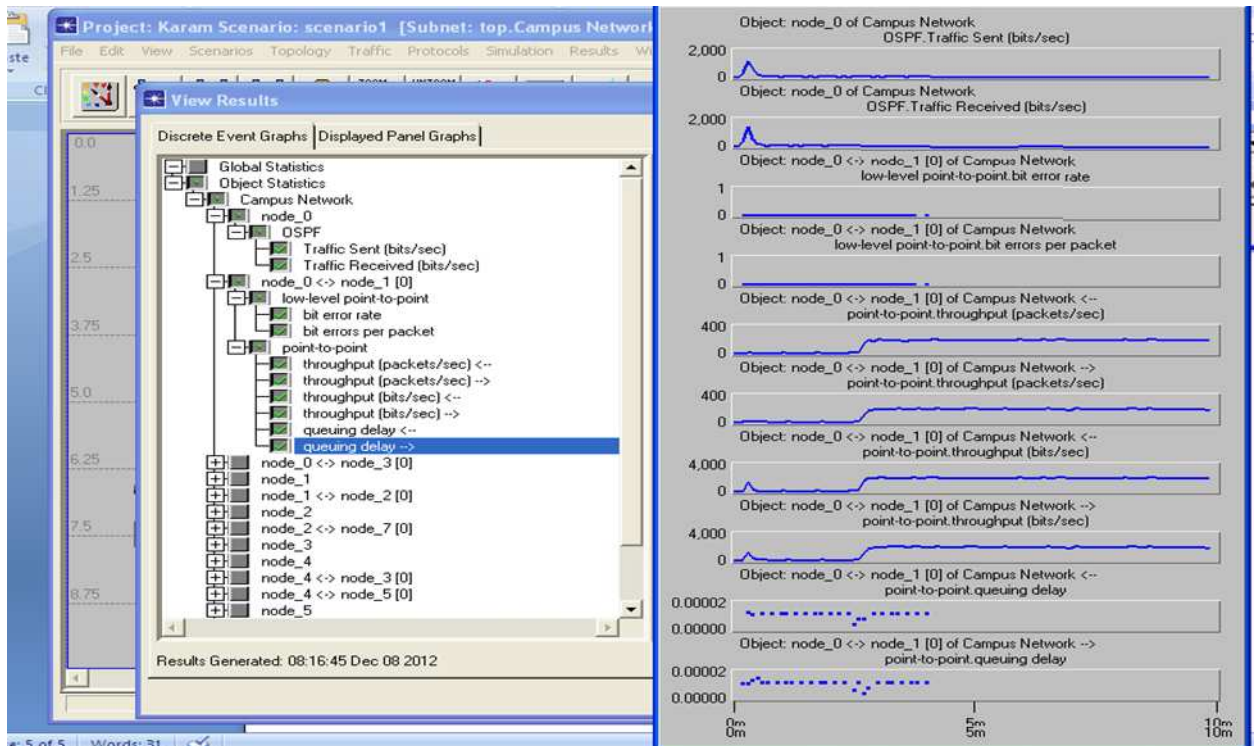 ste
Project: Karam Scenario: scenario1 [Subnet: top.Campus Network
File Edit View Scenarios Topology Traffic Protocols Simulation Results
View Results
Discrete Event Graphs
Displayed Panel Graphs
0.0
1.25
2.5
3.75
5.0
6.25
7.5
8.75
Global Statistics
Object Statistics
Campus Network
node_0
OSPF
Traffic Sent (bits/sec)
Traffic Received (bits/sec)
node_0 <-> node_1 [0]
low-level point-to-point
bit error rate
bit errors per packet
point-to-point
throughput (packets/sec) <--
throughput (packets/sec) -->
throughput (bits/sec) <--
throughput (bits/sec) -->
queuing delay <--
queuing delay -->
node_0 <-> node_3 [0]
node_1
node_1 <-> node_2 [0]
node_2
node_2 <-> node_7 [0]
node_3
node_4
node_4 <-> node_3 [0]
node_4 <-> node_5 [0]
node_5
Results Generated: 08:16:45 Dec 08 2012
5 of 5 Words: 31
Object: node_0 of Campus Network
OSPF.Traffic Sent (bits/sec)
2,000
0
Object: node_0 of Campus Network
OSPF.Traffic Received (bits/sec)
2,000
0
Object: node_0 <-> node_1 [0] of Campus Network
low-level point-to-point.bit error rate
1
0
Object: node_0 <-> node_1 [0] of Campus Network
low-level point-to-point.bit errors per packet
1
0
Object: node_0 <-> node_1 [0] of Campus Network <--
point-to-point.throughput (packets/sec)
400
0
Object: node_0 <-> node_1 [0] of Campus Network -->
point-to-point.throughput (packets/sec)
400
0
Object: node_0 <-> node_1 [0] of Campus Network <--
point-to-point.throughput (bits/sec)
4,000
0
Object: node_0 <-> node_1 [0] of Campus Network -->
point-to-point.throughput (bits/sec)
4,000
0
Object: node_0 <-> node_1 [0] of Campus Network <--
point-to-point.queuing delay
0.00002
0.00000
Object: node_0 <-> node_1 [0] of Campus Network -->
point-to-point.queuing delay
0.00002
0.00000
0m 5m 10m
0m 5m 10m